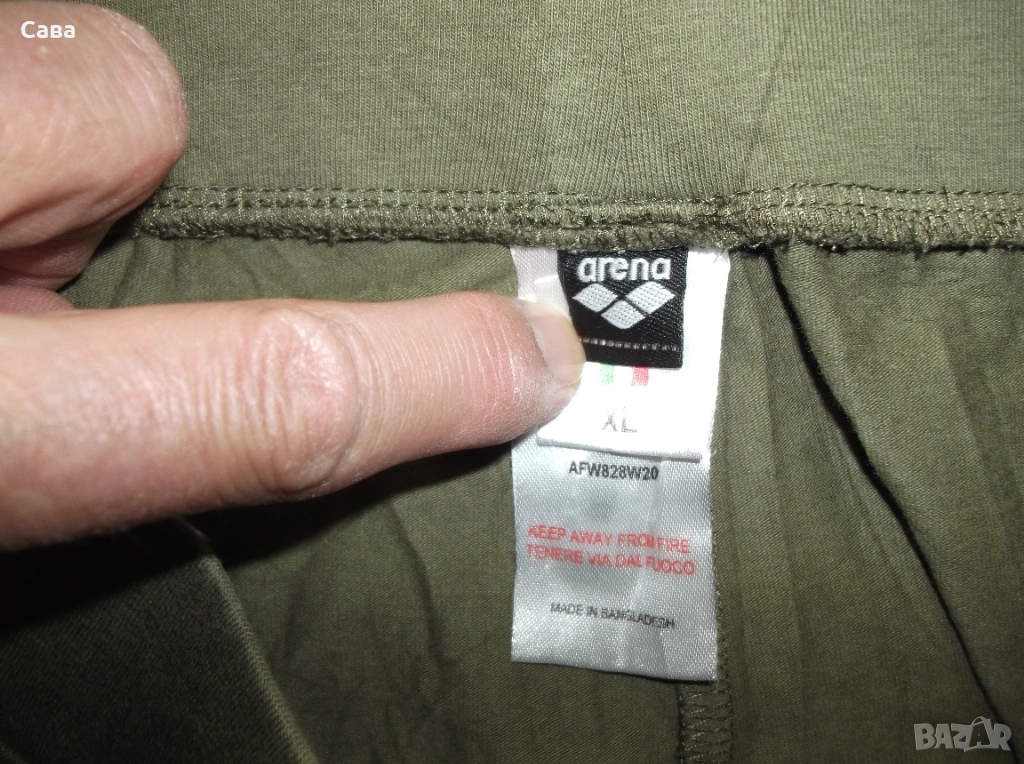 Сава
arena
XL
AFW828W20
KEEP AWAY FROM FIRE
TENERE VIA DAL FUOCO
MADE IN BANGLADESH
BAZAR